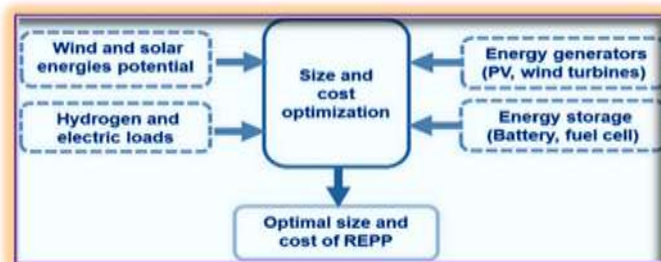 Wind and solar
energies potential
Hydrogen and
electric loads
Size and
cost
optimization
Energy generators
(PV, wind turbines)
Energy storage
(Battery, fuel cell)
Optimal size and
cost of REPP